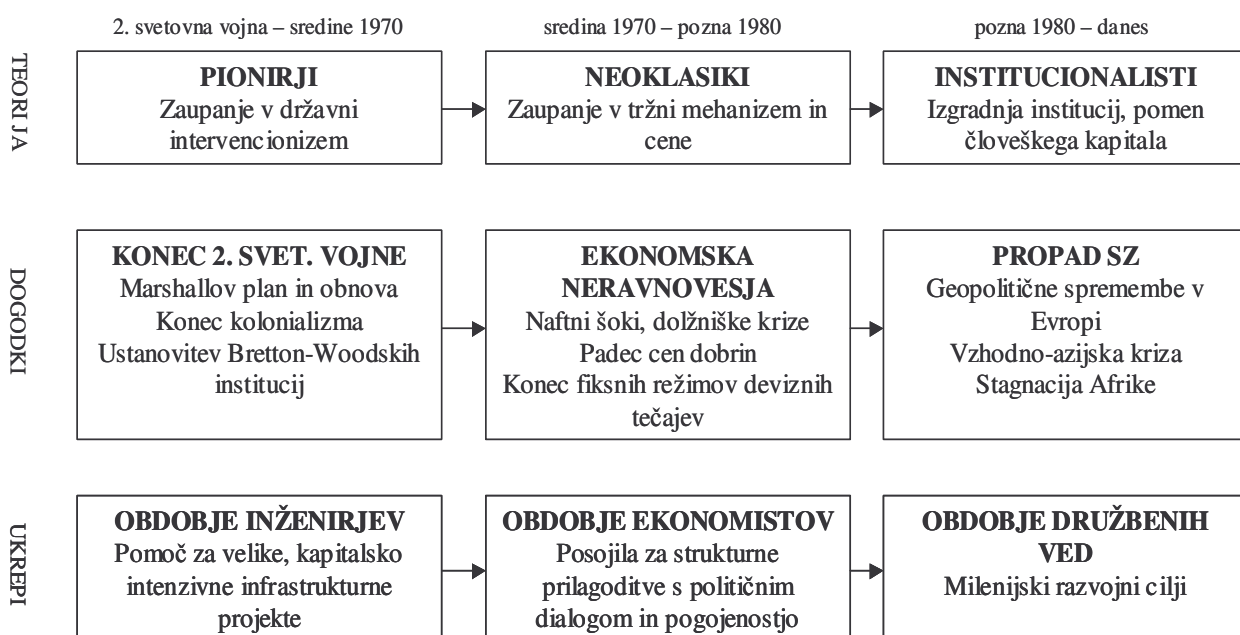 2. svetovna vojna – sredine 1970
sredina 1970 – pozna 1980
pozna 1980 – danes
TEORIJA
PIONIRJI
Zaupanje v državni
intervencionizem
NEOKLASIKI
Zaupanje v tržni mehanizem in
cene
INSTITUCIONALISTI
Izgradnja institucij, pomen
človeškega kapitala
DOGODKI
KONEC 2. SVET. VOJNE
Marshallov plan in obnova
Konec kolonializma
Ustanovitev Bretton-Woodskih
institucij
EKONOMSKA
NERAVNOVESJA
Naftni šoki, dolžniške krize
Padec cen dobrin
Konec fiksnih režimov deviznih
tečajev
PROPAD SZ
Geopolitične spremembe v
Evropi
Vzhodno-azijska kriza
Stagnacija Afrike
UKREPI
OBDOBJE INŽENIRJEV
Pomoč za velike, kapitalsko
intenzivne infrastrukturne
projekte
OBDOBJE EKONOMISTOV
Posojila za strukturne
prilagoditve s političnim
dialogom in pogojenostjo
OBDOBJE DRUŽBENIH
VED
Milenijski razvojni cilji